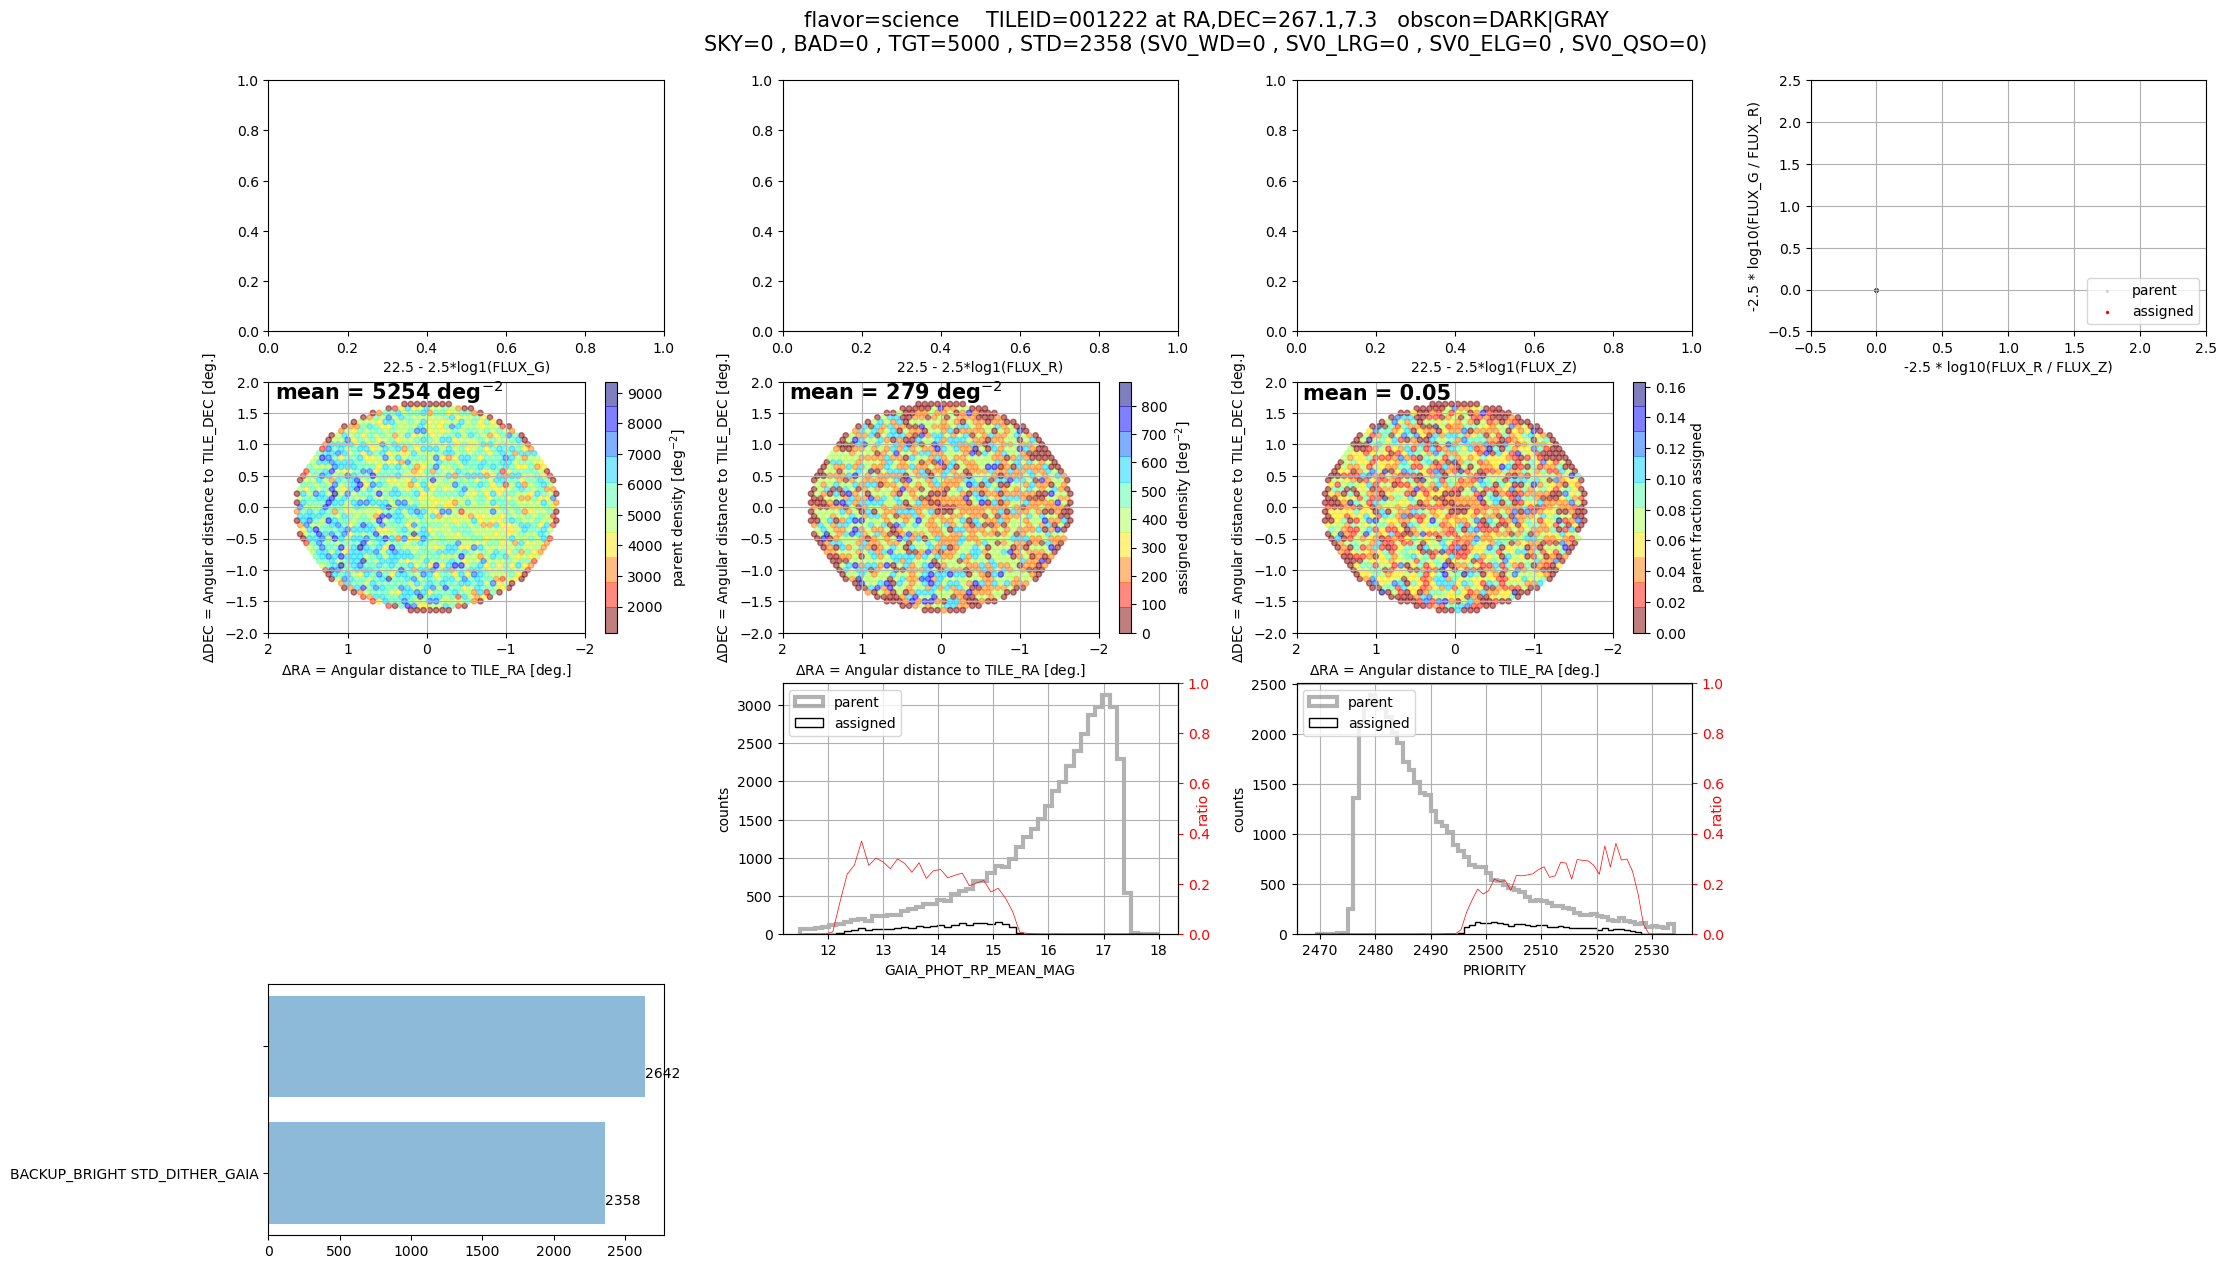 flavor=science    TILEID=001222 at RA,DEC=267.1,7.3   obscon=DARK|GRAY
SKY=0 , BAD=0 , TGT=5000 , STD=2358 (SV0_WD=0 , SV0_LRG=0 , SV0_ELG=0 , SV0_QSO=0)
1.0
0.8
0.6
0.4
0.2
0.0
0.0 0.2 0.4 0.6 0.8 1.0
22.5 - 2.5*log1(FLUX_G)
1.0
0.8
0.6
0.4
0.2
0.0
0.0 0.2 0.4 0.6 0.8 1.0
22.5 - 2.5*log1(FLUX_R)
1.0
0.8
0.6
0.4
0.2
0.0
0.0 0.2 0.4 0.6 0.8 1.0
22.5 - 2.5*log1(FLUX_Z)
-2.5 * log10(FLUX_G / FLUX_R)
2.5
2.0
1.5
1.0
0.5
0.0
−0.5
parent
assigned
−0.5 0.0 0.5 1.0 1.5 2.0 2.5
-2.5 * log10(FLUX_R / FLUX_Z)
ΔDEC = Angular distance to TILE_DEC [deg.]
mean = 5254 deg⁻²
2.0
1.5
1.0
0.5
0.0
−0.5
−1.0
−1.5
−2.0
2 1 0 −1 −2
ΔRA = Angular distance to TILE_RA [deg.]
9000
8000
7000
6000
5000
4000
3000
2000
parent density [deg⁻²]
ΔDEC = Angular distance to TILE_DEC [deg.]
mean = 279 deg⁻²
2.0
1.5
1.0
0.5
0.0
−0.5
−1.0
−1.5
−2.0
2 1 0 −1 −2
ΔRA = Angular distance to TILE_RA [deg.]
800
700
600
500
400
300
200
100
0
assigned density [deg⁻²]
ΔDEC = Angular distance to TILE_DEC [deg.]
mean = 0.05
2.0
1.5
1.0
0.5
0.0
−0.5
−1.0
−1.5
−2.0
2 1 0 −1 −2
ΔRA = Angular distance to TILE_RA [deg.]
0.16
0.14
0.12
0.10
0.08
0.06
0.04
0.02
0.00
parent fraction assigned
counts
3000
2500
2000
1500
1000
500
0
parent
assigned
12 13 14 15 16 17 18
GAIA_PHOT_RP_MEAN_MAG
1.0
0.8
0.6
0.4
0.2
0.0
ratio
counts
2500
2000
1500
1000
500
0
parent
assigned
2470 2480 2490 2500 2510 2520 2530
PRIORITY
1.0
0.8
0.6
0.4
0.2
0.0
ratio
2642
BACKUP_BRIGHT STD_DITHER_GAIA
2358
0 500 1000 1500 2000 2500